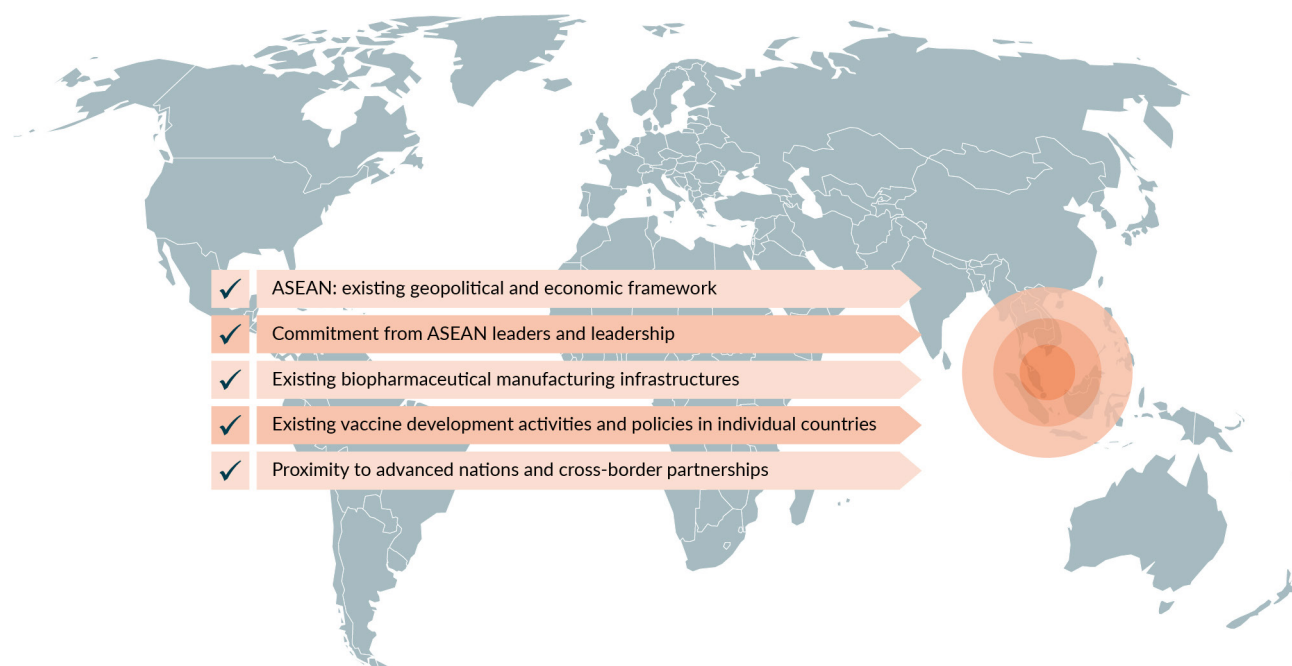 ASEAN: existing geopolitical and economic framework
Commitment from ASEAN leaders and leadership
Existing biopharmaceutical manufacturing infrastructures
Existing vaccine development activities and policies in individual countries
Proximity to advanced nations and cross-border partnerships